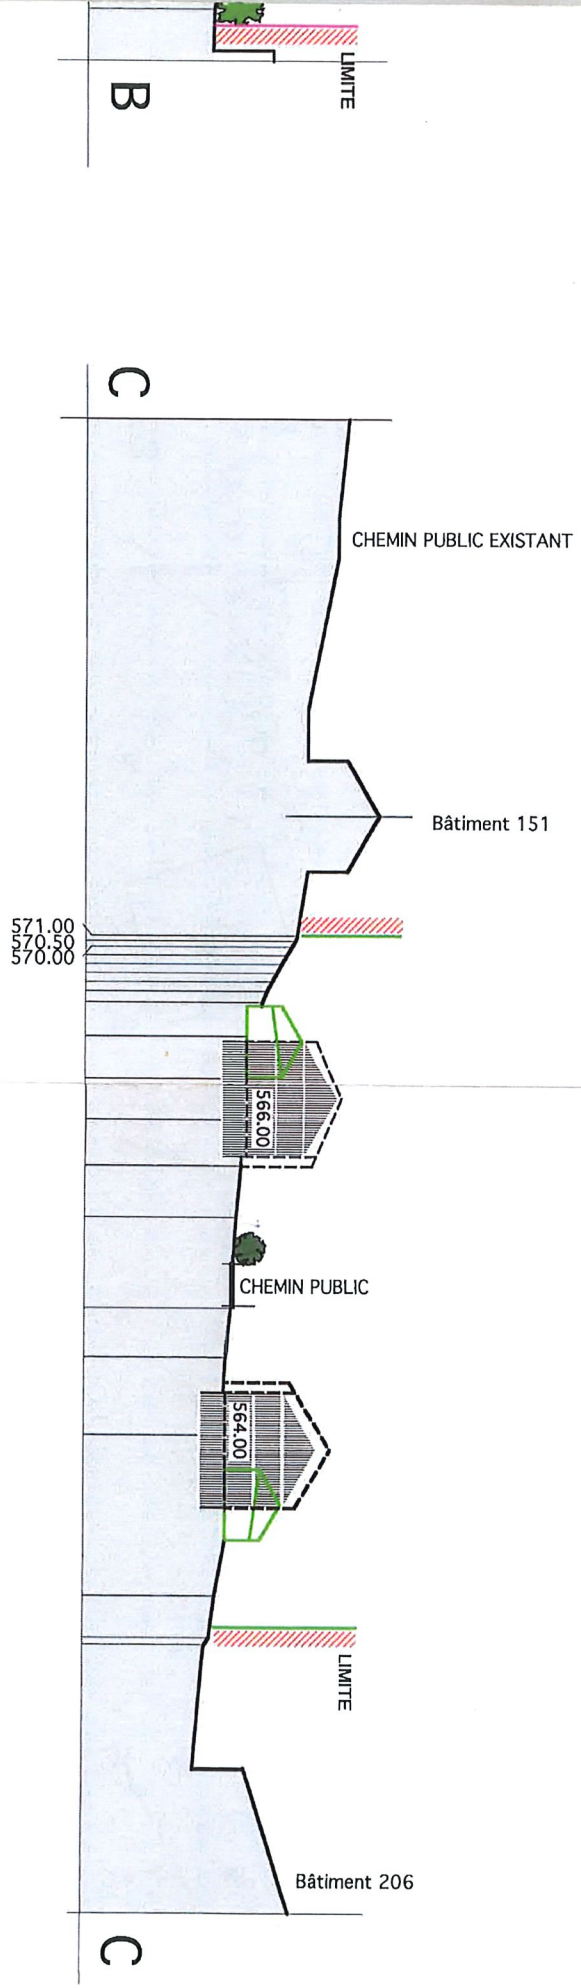 LIMITE
B
C
CHEMIN PUBLIC EXISTANT
Bâtiment 151
571.00
570.50
570.00
566.00
CHEMIN PUBLIC
564.00
LIMITE
Bâtiment 206
C